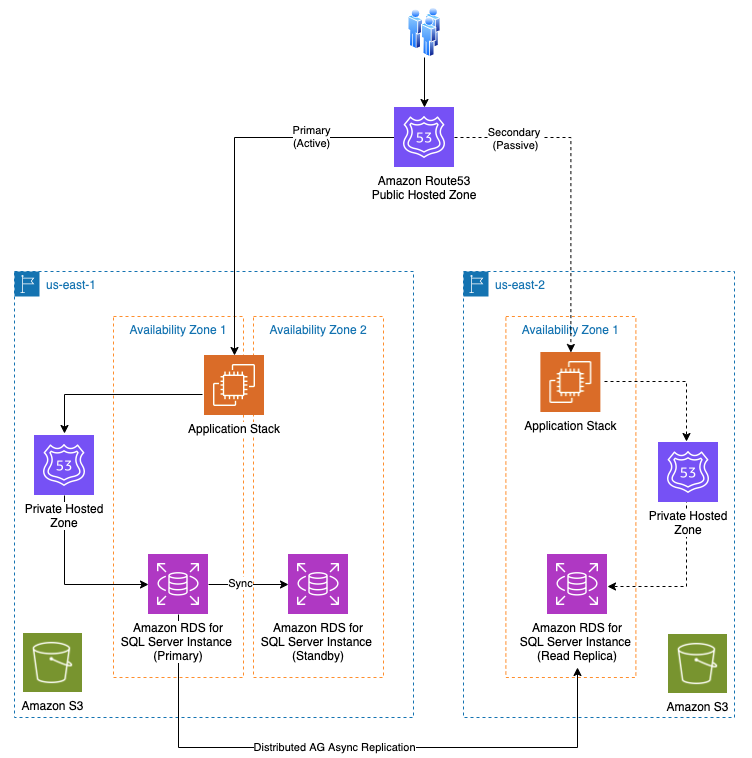 53
Primary
(Active)
Secondary
(Passive)
Amazon Route53
Public Hosted Zone
us-east-1
us-east-2
Availability Zone 1
Availability Zone 2
Availability Zone 1
Application Stack
Application Stack
53
Private Hosted
Zone
53
Private Hosted
Zone
Sync
Amazon RDS for
SQL Server Instance
(Primary)
Amazon RDS for
SQL Server Instance
(Standby)
Amazon RDS for
SQL Server Instance
(Read Replica)
Amazon S3
Amazon S3
Distributed AG Async Replication